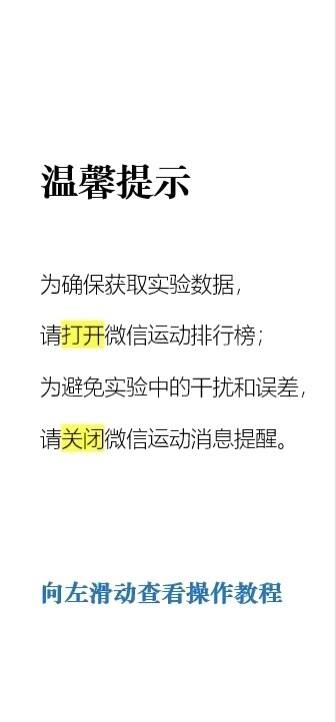 温馨提示
为确保获取实验数据，
请打开微信运动排行榜；
为避免实验中的干扰和误差，
请关闭微信运动消息提醒。
向左滑动查看操作教程